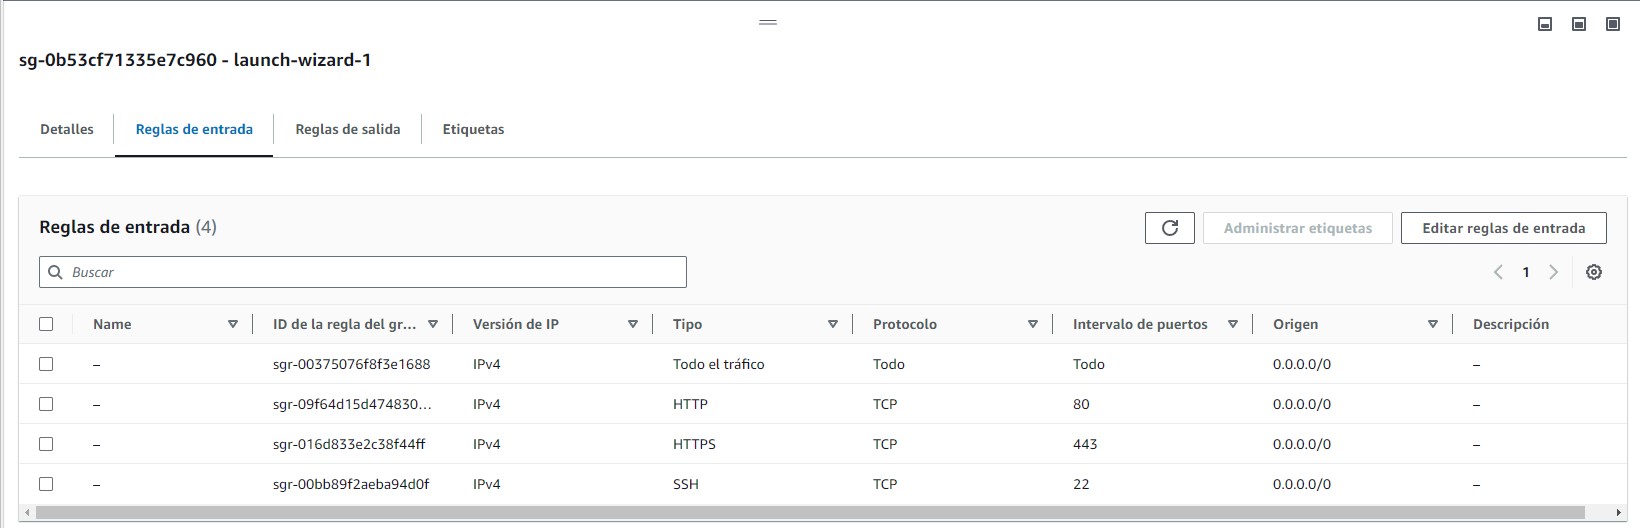 sg-0b53cf71335e7c960 - launch-wizard-1
Detalles Reglas de entrada Reglas de salida Etiquetas
Reglas de entrada (4) Administrar etiquetas Editar reglas de entrada
Buscar 1
Name ID de la regla del gr... Versión de IP Tipo Protocolo Intervalo de puertos Origen Descripción
– sgr-00375076f8f3e1688 IPv4 Todo el tráfico Todo Todo 0.0.0.0/0 –
– sgr-09f64d15d474830... IPv4 HTTP TCP 80 0.0.0.0/0 –
– sgr-016d833e2c38f44ff IPv4 HTTPS TCP 443 0.0.0.0/0 –
– sgr-00bb89f2aeba94d0f IPv4 SSH TCP 22 0.0.0.0/0 –